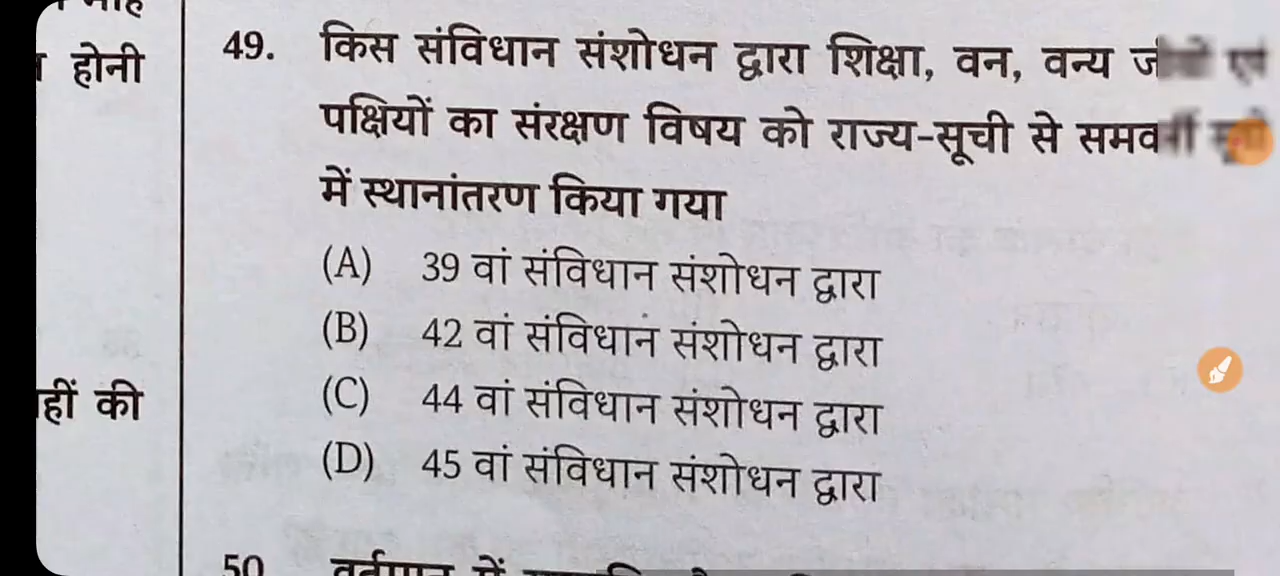 होनी
हीं की
49. किस संविधान संशोधन द्वारा शिक्षा, वन, वन्य
पक्षियों का संरक्षण विषय को राज्य-सूची से
में स्थानांतरण किया गया
(A) 39 वां संविधान संशोधन द्वारा
(B) 42 वां संविधान संशोधन द्वारा
(C) 44 वां संविधान संशोधन द्वारा
(D) 45 वां संविधान संशोधन द्वारा
50